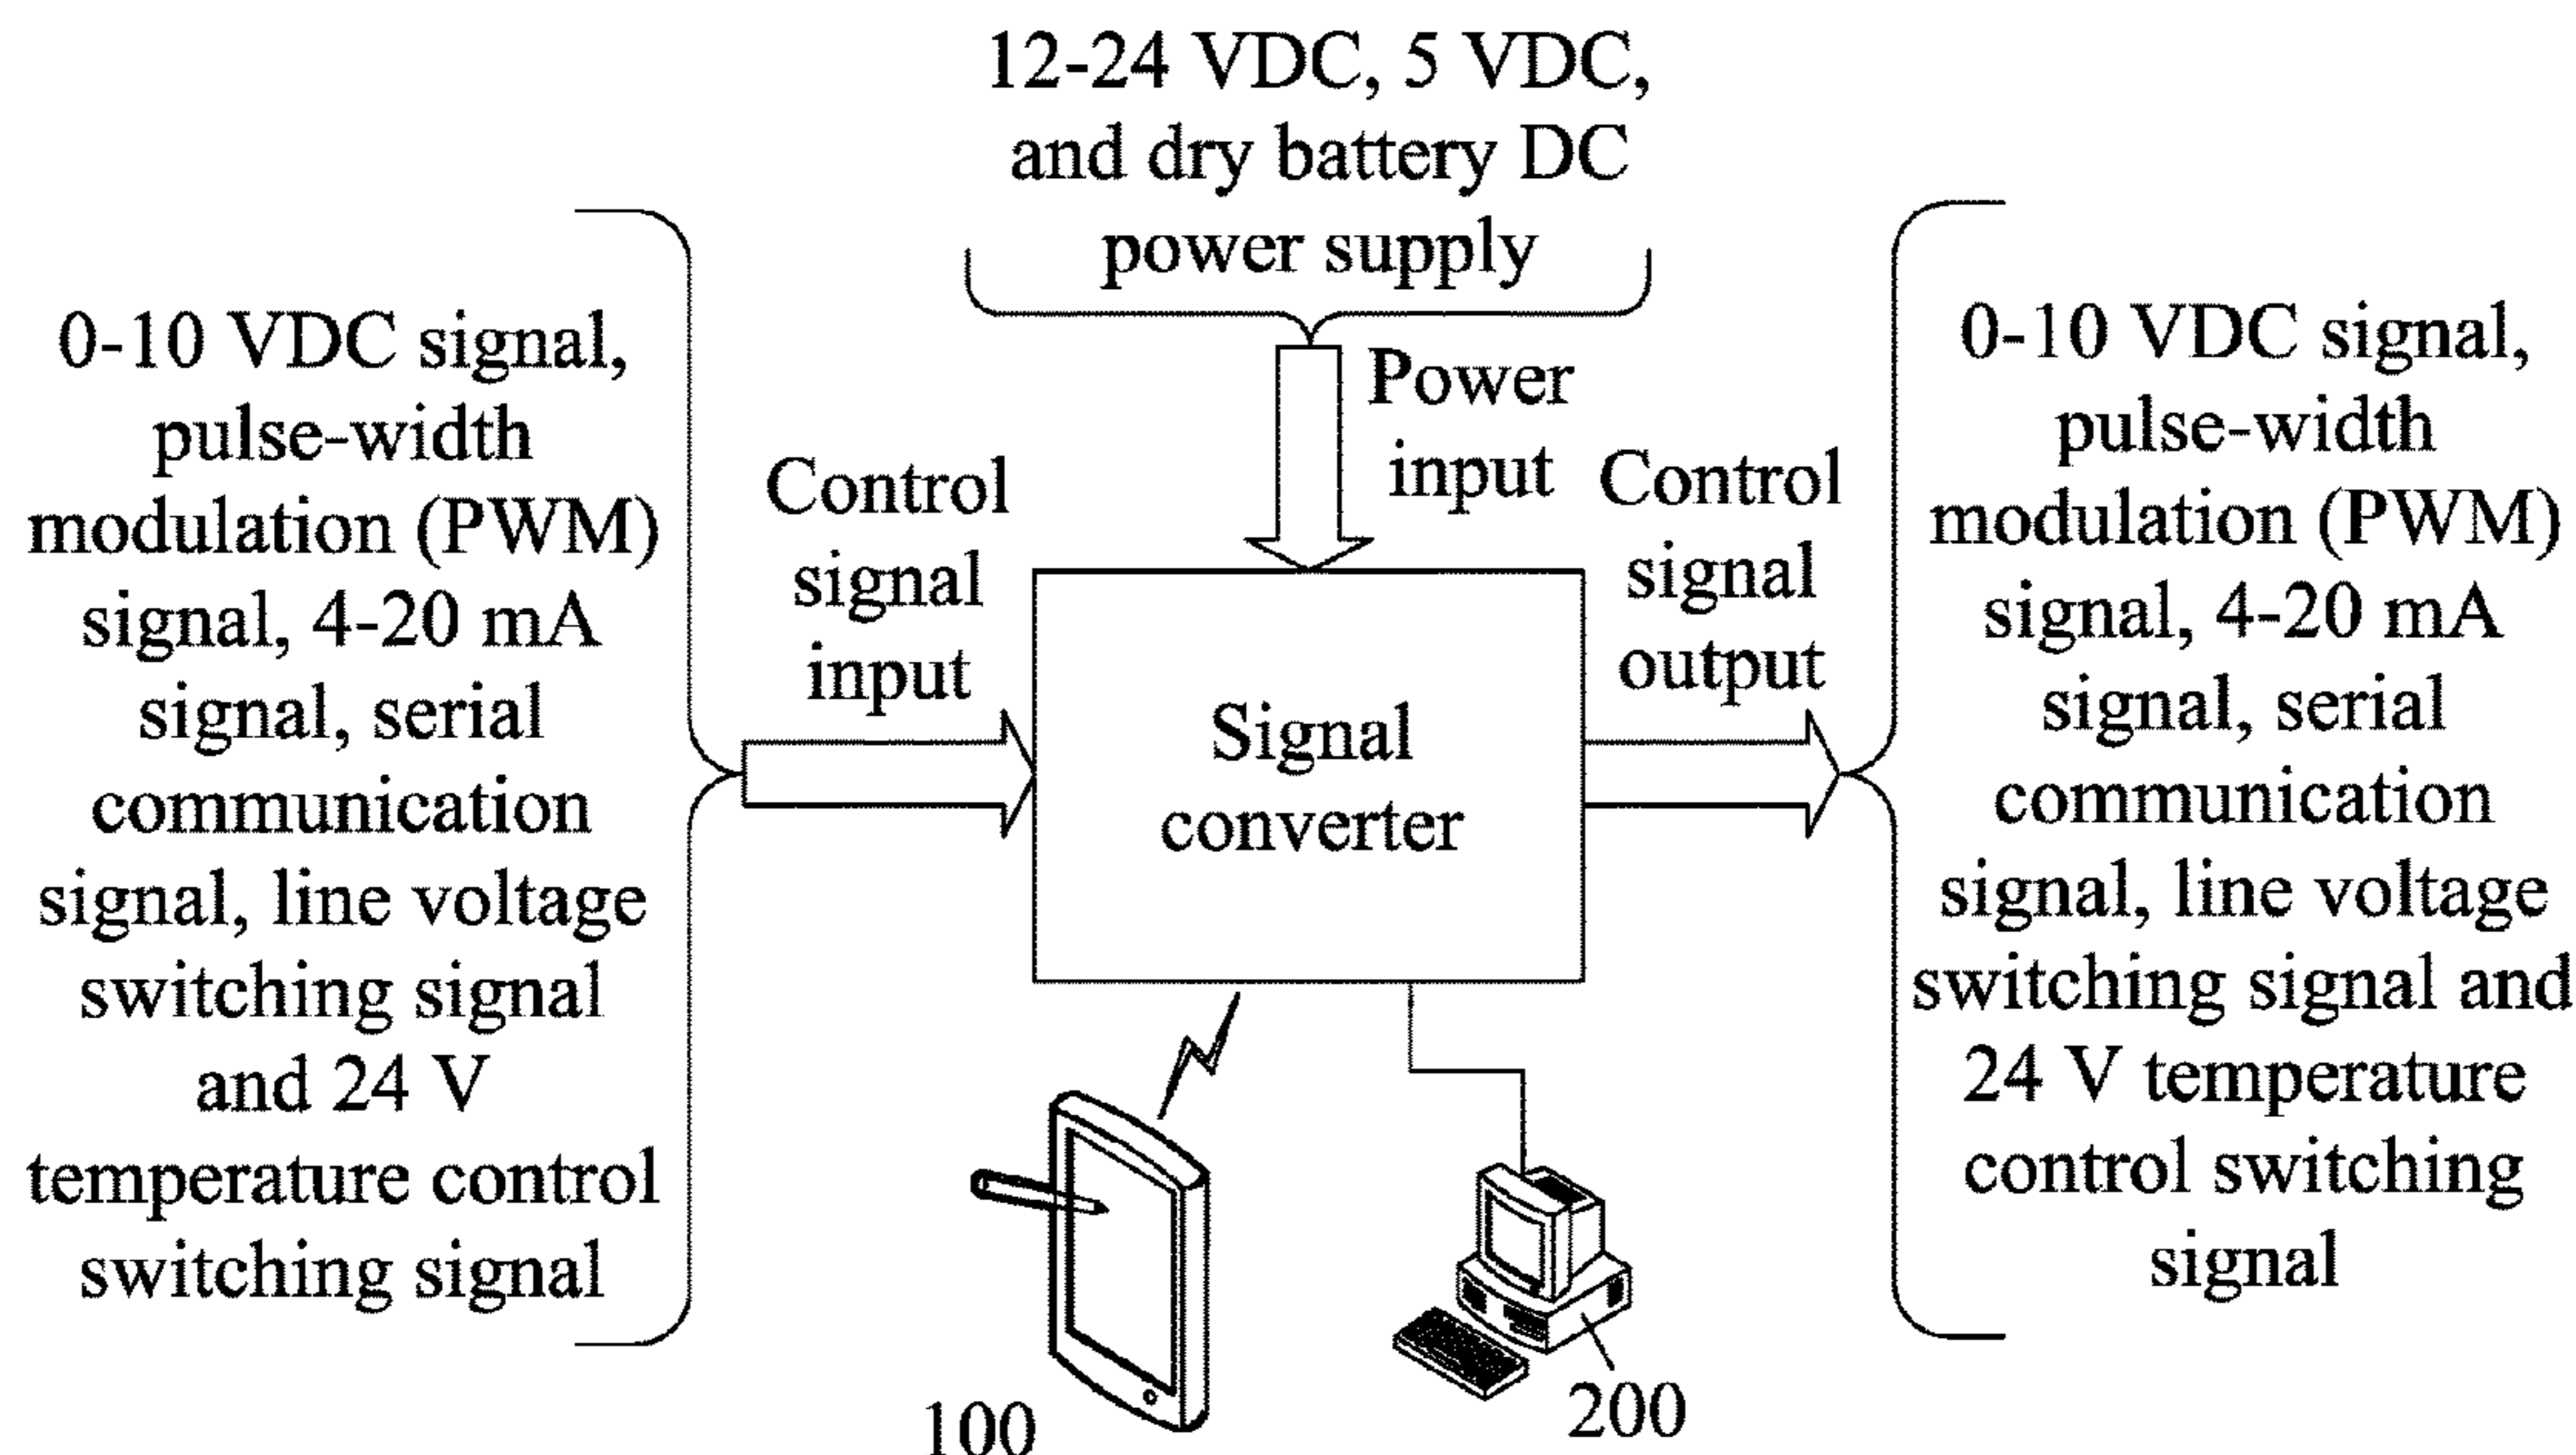 12-24 VDC, 5 VDC,
and dry battery DC
power supply
0-10 VDC signal,
pulse-width
modulation (PWM)
signal, 4-20 mA
signal, serial
communication
signal, line voltage
switching signal
and 24 V
temperature control
switching signal
Control
signal
input
Power
input
Signal
converter
Control
signal
output
0-10 VDC signal,
pulse-width
modulation (PWM)
signal, 4-20 mA
signal, serial
communication
signal, line voltage
switching signal and
24 V temperature
control switching
signal
100
200